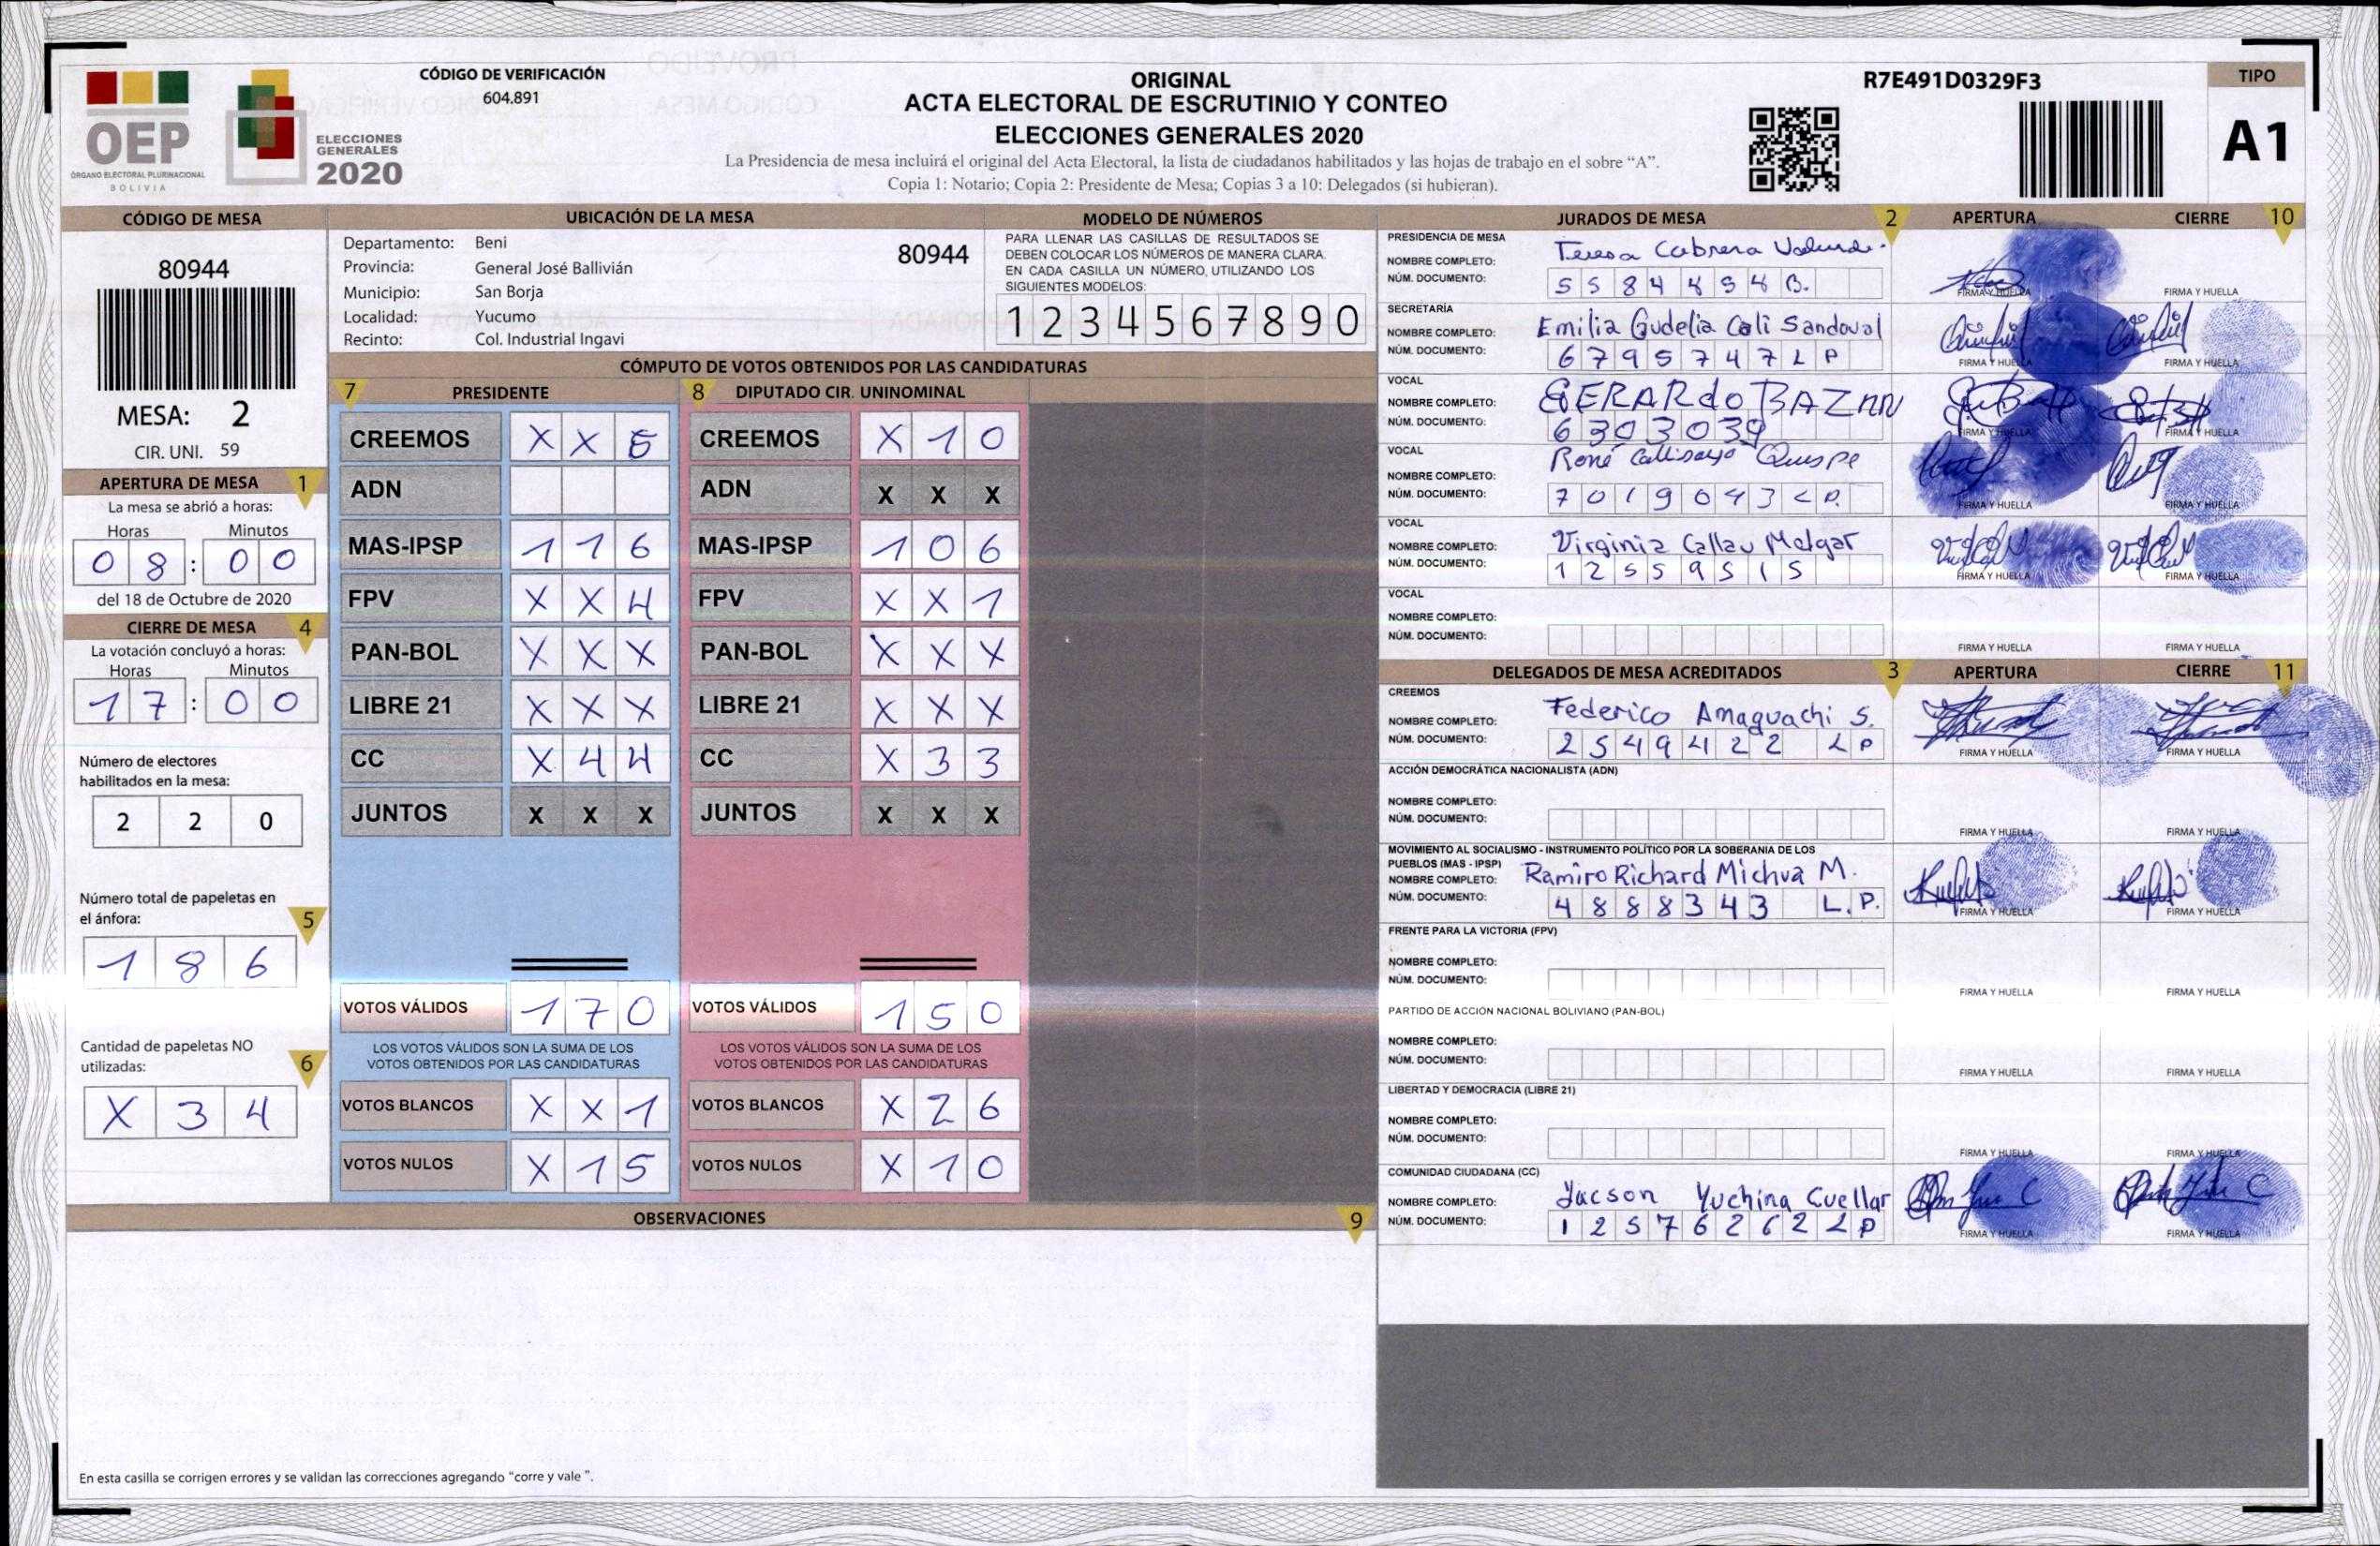 CÓDIGO DE VERIFICACIÓN
604.891
OEP
ÓRGANO ELECTORAL PLURINACIONAL
BOLIVIA
ELECCIONES
GENERALES
2020
ORIGINAL
ACTA ELECTORAL DE ESCRUTINIO Y CONTEO
ELECCIONES GENERALES 2020
La Presidencia de mesa incluirá el original del Acta Electoral, la lista de ciudadanos habilitados y las hojas de trabajo en el sobre “A”.
Copia 1: Notario; Copia 2: Presidente de Mesa; Copias 3 a 10: Delegados (si hubieran).
R7E491D0329F3
TIPO
A1
CÓDIGO DE MESA
80944
MESA: 2
CIR. UNI. 59
APERTURA DE MESA 1
La mesa se abrió a horas:
Horas Minutos
0 8 : 0 0
del 18 de Octubre de 2020
CIERRE DE MESA 4
La votación concluyó a horas:
Horas Minutos
1 7 : 0 0
Número de electores
habilitados en la mesa:
2 2 0
Número total de papeletas en
el ánfora: 5
1 8 6
Cantidad de papeletas NO
utilizadas: 6
X 3 4
UBICACIÓN DE LA MESA
Departamento: Beni 80944
Provincia: General José Ballivián
Municipio: San Borja
Localidad: Yucumo
Recinto: Col. Industrial Ingavi
MODELO DE NÚMEROS
PARA LLENAR LAS CASILLAS DE RESULTADOS SE
DEBEN COLOCAR LOS NÚMEROS DE MANERA CLARA.
EN CADA CASILLA UN NÚMERO, UTILIZANDO LOS
SIGUIENTES MODELOS:
1 2 3 4 5 6 7 8 9 0
CÓMPUTO DE VOTOS OBTENIDOS POR LAS CANDIDATURAS
7 PRESIDENTE
CREEMOS X X 5
ADN
MAS-IPSP 1 1 6
FPV X X 4
PAN-BOL X X X
LIBRE 21 X X X
CC X 4 4
JUNTOS X X X
VOTOS VÁLIDOS 1 7 0
LOS VOTOS VÁLIDOS SON LA SUMA DE LOS
VOTOS OBTENIDOS POR LAS CANDIDATURAS
VOTOS BLANCOS X X 1
VOTOS NULOS X 1 5
8 DIPUTADO CIR. UNINOMINAL
CREEMOS X 1 0
ADN X X X
MAS-IPSP 1 0 6
FPV X X 1
PAN-BOL X X X
LIBRE 21 X X X
CC X 3 3
JUNTOS X X X
VOTOS VÁLIDOS 1 5 0
LOS VOTOS VÁLIDOS SON LA SUMA DE LOS
VOTOS OBTENIDOS POR LAS CANDIDATURAS
VOTOS BLANCOS X 2 6
VOTOS NULOS X 1 0
OBSERVACIONES 9
En esta casilla se corrigen errores y se validan las correcciones agregando “corre y vale ”.
JURADOS DE MESA 2 APERTURA CIERRE 10
PRESIDENCIA DE MESA
NOMBRE COMPLETO: Teresa Cabrera
NÚM. DOCUMENTO:
FIRMA Y HUELLA FIRMA Y HUELLA
SECRETARÍA
NOMBRE COMPLETO: Emilia Gudelia Cali Sandoval
NÚM. DOCUMENTO: 6 7 9 5 7 4 7 L P
FIRMA Y HUELLA FIRMA Y HUELLA
VOCAL
NOMBRE COMPLETO: GERARDO BAZAN
NÚM. DOCUMENTO: 6 3 0 3 0 3 9
FIRMA Y HUELLA FIRMA Y HUELLA
VOCAL
NOMBRE COMPLETO: René Callisaya Quispe
NÚM. DOCUMENTO: 7 0 1 9 0 4 3 L P.
FIRMA Y HUELLA FIRMA Y HUELLA
VOCAL
NOMBRE COMPLETO: Virginia Callau Melgar
NÚM. DOCUMENTO: 1 2 5 5 9 5 1 5
FIRMA Y HUELLA FIRMA Y HUELLA
VOCAL
NOMBRE COMPLETO:
NÚM. DOCUMENTO:
FIRMA Y HUELLA FIRMA Y HUELLA
DELEGADOS DE MESA ACREDITADOS 3 APERTURA CIERRE 11
CREEMOS
NOMBRE COMPLETO: Federico Amaguachi S.
NÚM. DOCUMENTO: 2 5 4 9 4 2 2 L P
FIRMA Y HUELLA FIRMA Y HUELLA
ACCIÓN DEMOCRÁTICA NACIONALISTA (ADN)
NOMBRE COMPLETO:
NÚM. DOCUMENTO:
FIRMA Y HUELLA FIRMA Y HUELLA
MOVIMIENTO AL SOCIALISMO - INSTRUMENTO POLÍTICO POR LA SOBERANIA DE LOS
PUEBLOS (MAS - IPSP)
NOMBRE COMPLETO: Ramiro Richard Michua M.
NÚM. DOCUMENTO: 4 8 8 8 3 4 3 L.P.
FIRMA Y HUELLA FIRMA Y HUELLA
FRENTE PARA LA VICTORIA (FPV)
NOMBRE COMPLETO:
NÚM. DOCUMENTO:
FIRMA Y HUELLA FIRMA Y HUELLA
PARTIDO DE ACCIÓN NACIONAL BOLIVIANO (PAN-BOL)
NOMBRE COMPLETO:
NÚM. DOCUMENTO:
FIRMA Y HUELLA FIRMA Y HUELLA
LIBERTAD Y DEMOCRACIA (LIBRE 21)
NOMBRE COMPLETO:
NÚM. DOCUMENTO:
FIRMA Y HUELLA FIRMA Y HUELLA
COMUNIDAD CIUDADANA (CC)
NOMBRE COMPLETO: Yacson Yuchina Cuellar
NÚM. DOCUMENTO: 1 2 5 7 6 2 6 2 L P
FIRMA Y HUELLA FIRMA Y HUELLA